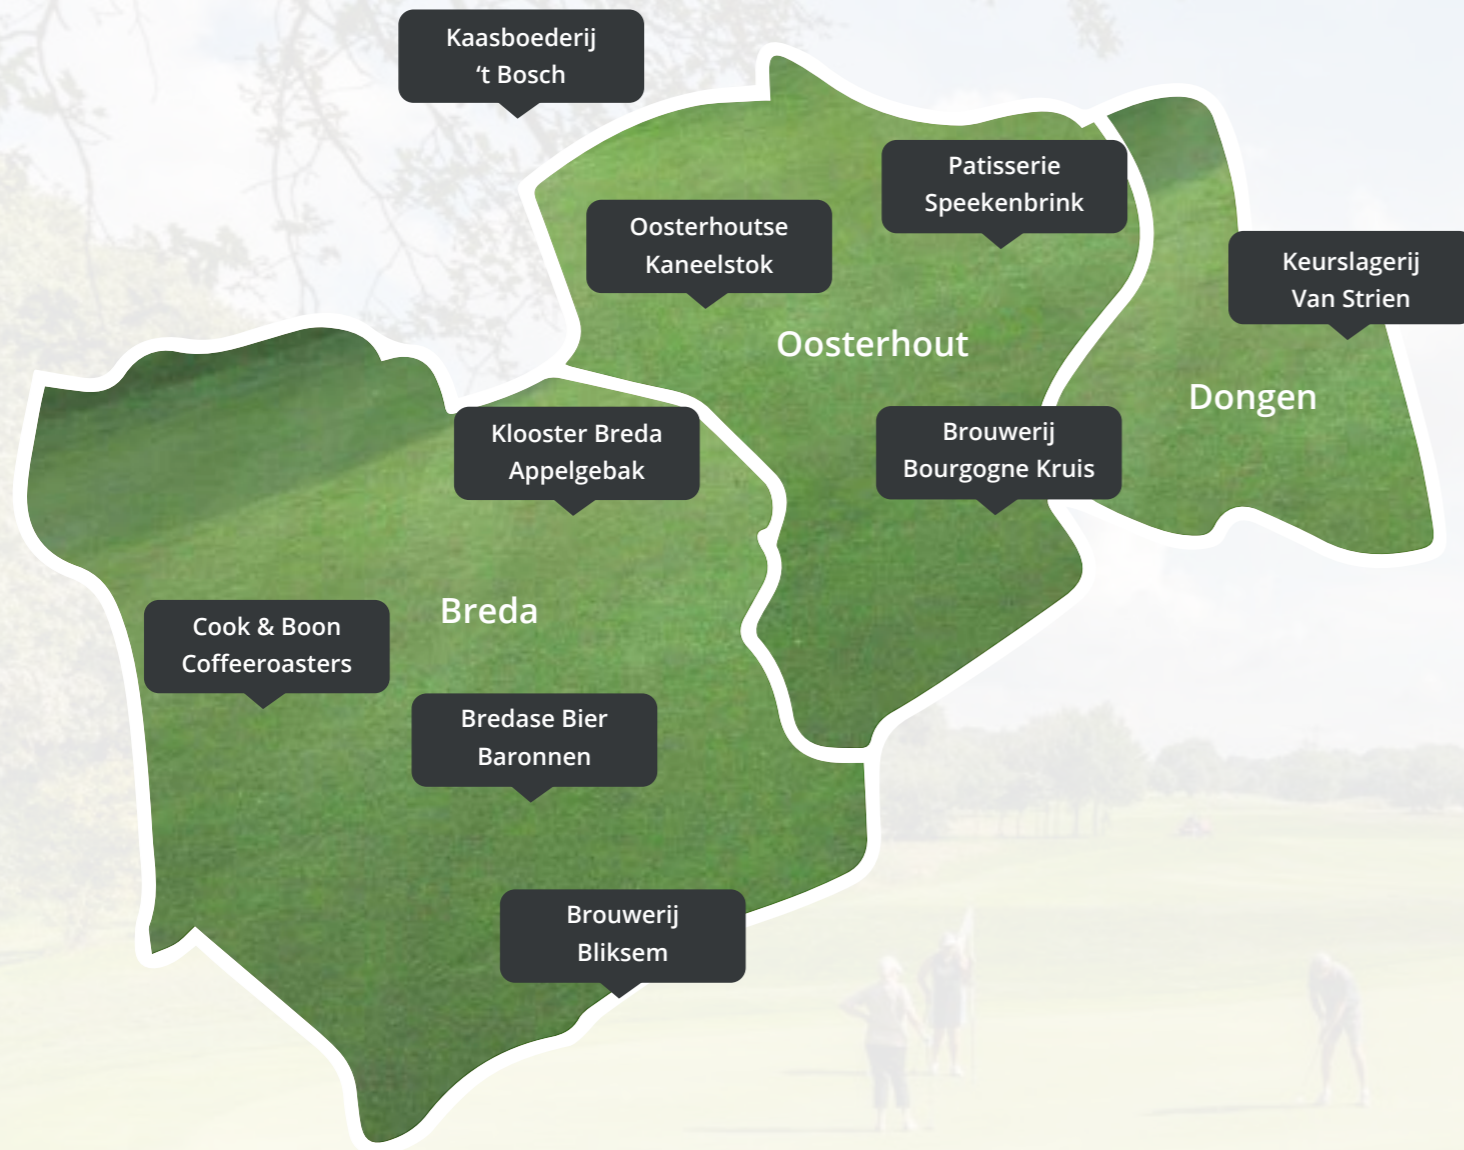 Kaasboederij
‘t Bosch
Patisserie
Speekenbrink
Oosterhoutse
Kaneelstok
Keurslagerij
Van Strien
Oosterhout
Dongen
Klooster Breda
Appelgebak
Brouwerij
Bourgogne Kruis
Breda
Cook & Boon
Coffeeroasters
Bredase Bier
Baronnen
Brouwerij
Bliksem